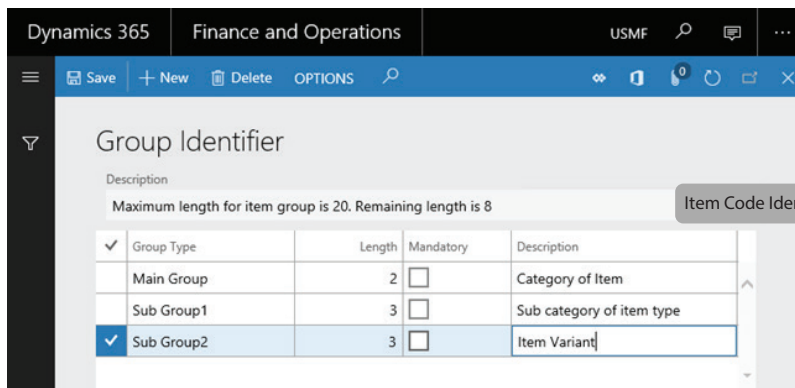 Dynamics 365 Finance and Operations USMF
Save New Delete OPTIONS 0
Group Identifier
Description
Maximum length for item group is 20. Remaining length is 8
Item Code Ide
Group Type Length Mandatory Description
Main Group 2 Category of Item
Sub Group1 3 Sub category of item type
Sub Group2 3 Item Variant